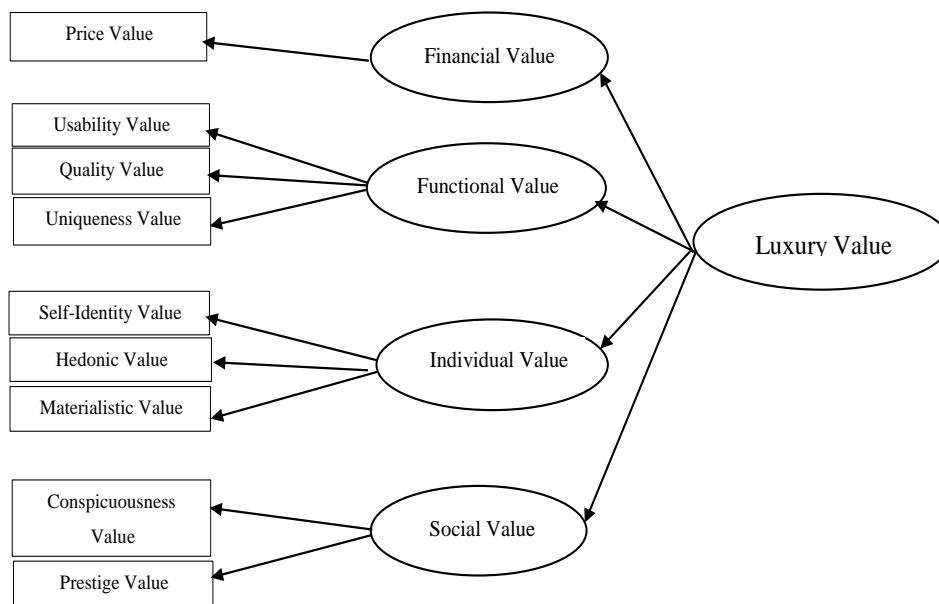 Price Value
Financial Value
Usability Value
Quality Value
Uniqueness Value
Functional Value
Luxury Value
Self-Identity Value
Hedonic Value
Materialistic Value
Individual Value
Conspicuousness
Value
Prestige Value
Social Value